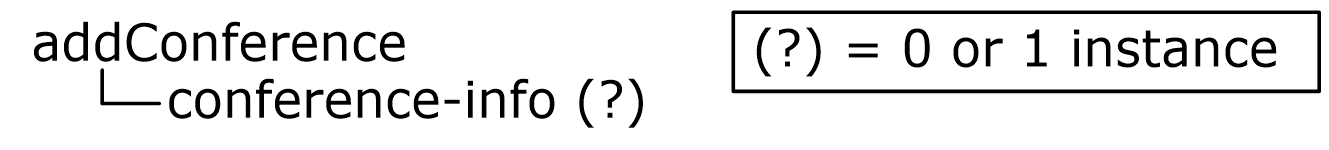 addConference
conference-info (?)
(?) = 0 or 1 instance